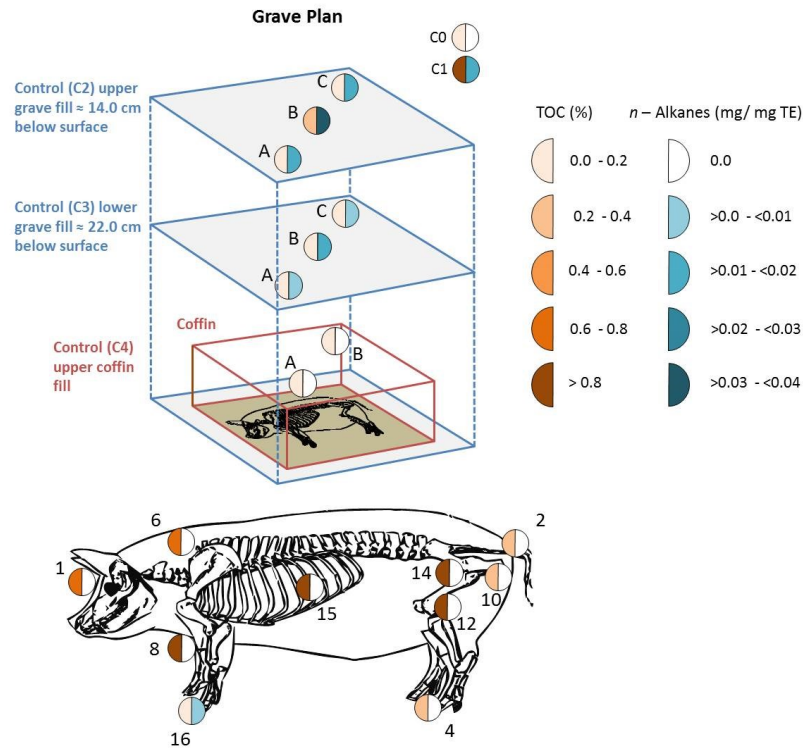 Grave Plan
C0
C1
Control (C2) upper
grave fill ≈ 14.0 cm
below surface
C
B
A
Control (C3) lower
grave fill ≈ 22.0 cm
below surface
C
B
A
Coffin
Control (C4)
upper coffin
fill
A
B
TOC (%)
n – Alkanes (mg/ mg TE)
0.0 - 0.2
0.0
0.2 - 0.4
>0.0 - <0.01
0.4 - 0.6
>0.01 - <0.02
0.6 - 0.8
>0.02 - <0.03
> 0.8
>0.03 - <0.04
6
2
1
14
10
15
12
8
16
4